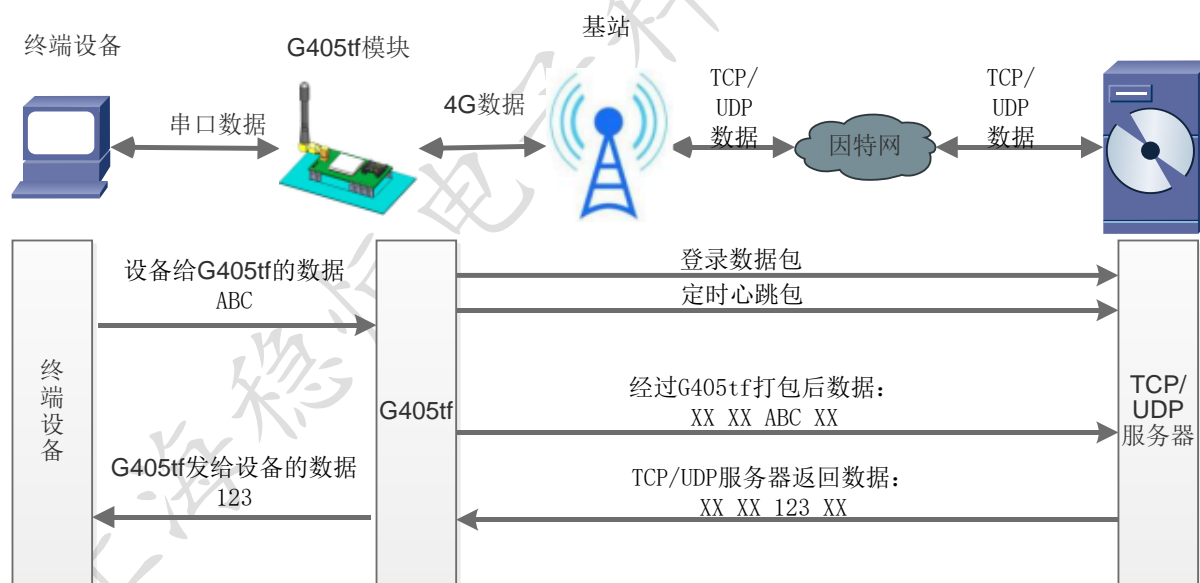 终端设备
G405tf模块
基站
串口数据
4G数据
TCP/
UDP
数据
因特网
TCP/
UDP
数据
设备给G405tf的数据
ABC
登录数据包
定时心跳包
终
端
设
备
G405tf
经过G405tf打包后数据：
XX XX ABC XX
TCP/
UDP
服务器
G405tf发给设备的数据
123
TCP/UDP服务器返回数据：
XX XX 123 XX